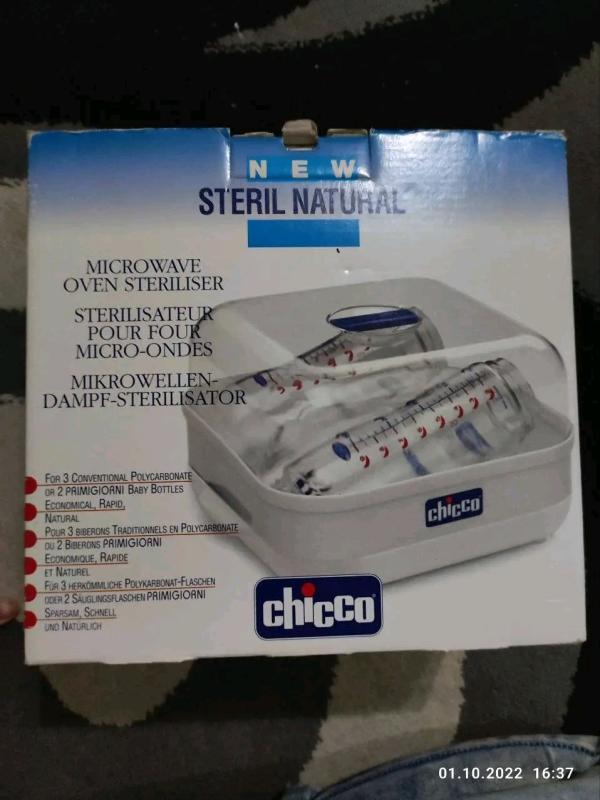 NEW
STERIL NATURAL
MICROWAVE
OVEN STERILISER
STERILISATEUR
POUR FOUR
MICRO-ONDES
MIKROWELLEN-
DAMPF-STERILISATOR
FOR 3 CONVENTIONAL POLYCARBONATE
OR 2 PRIMIGIORNI BABY BOTTLES
ECONOMICAL, RAPID,
NATURAL
POUR 3 BIBERONS TRADITIONNELS EN POLYCARBONATE
OU 2 BIBERONS PRIMIGIORNI
ECONOMIQUE, RAPIDE
ET NATUREL
FÜR 3 HERKÖMMLICHE POLYKARBONAT-FLASCHEN
ODER 2 SÄUGLINGSFLASCHEN PRIMIGIORNI
SPARSAM, SCHNELL
UND NATÜRLICH
chicco
chicco
01.10.2022 16:37